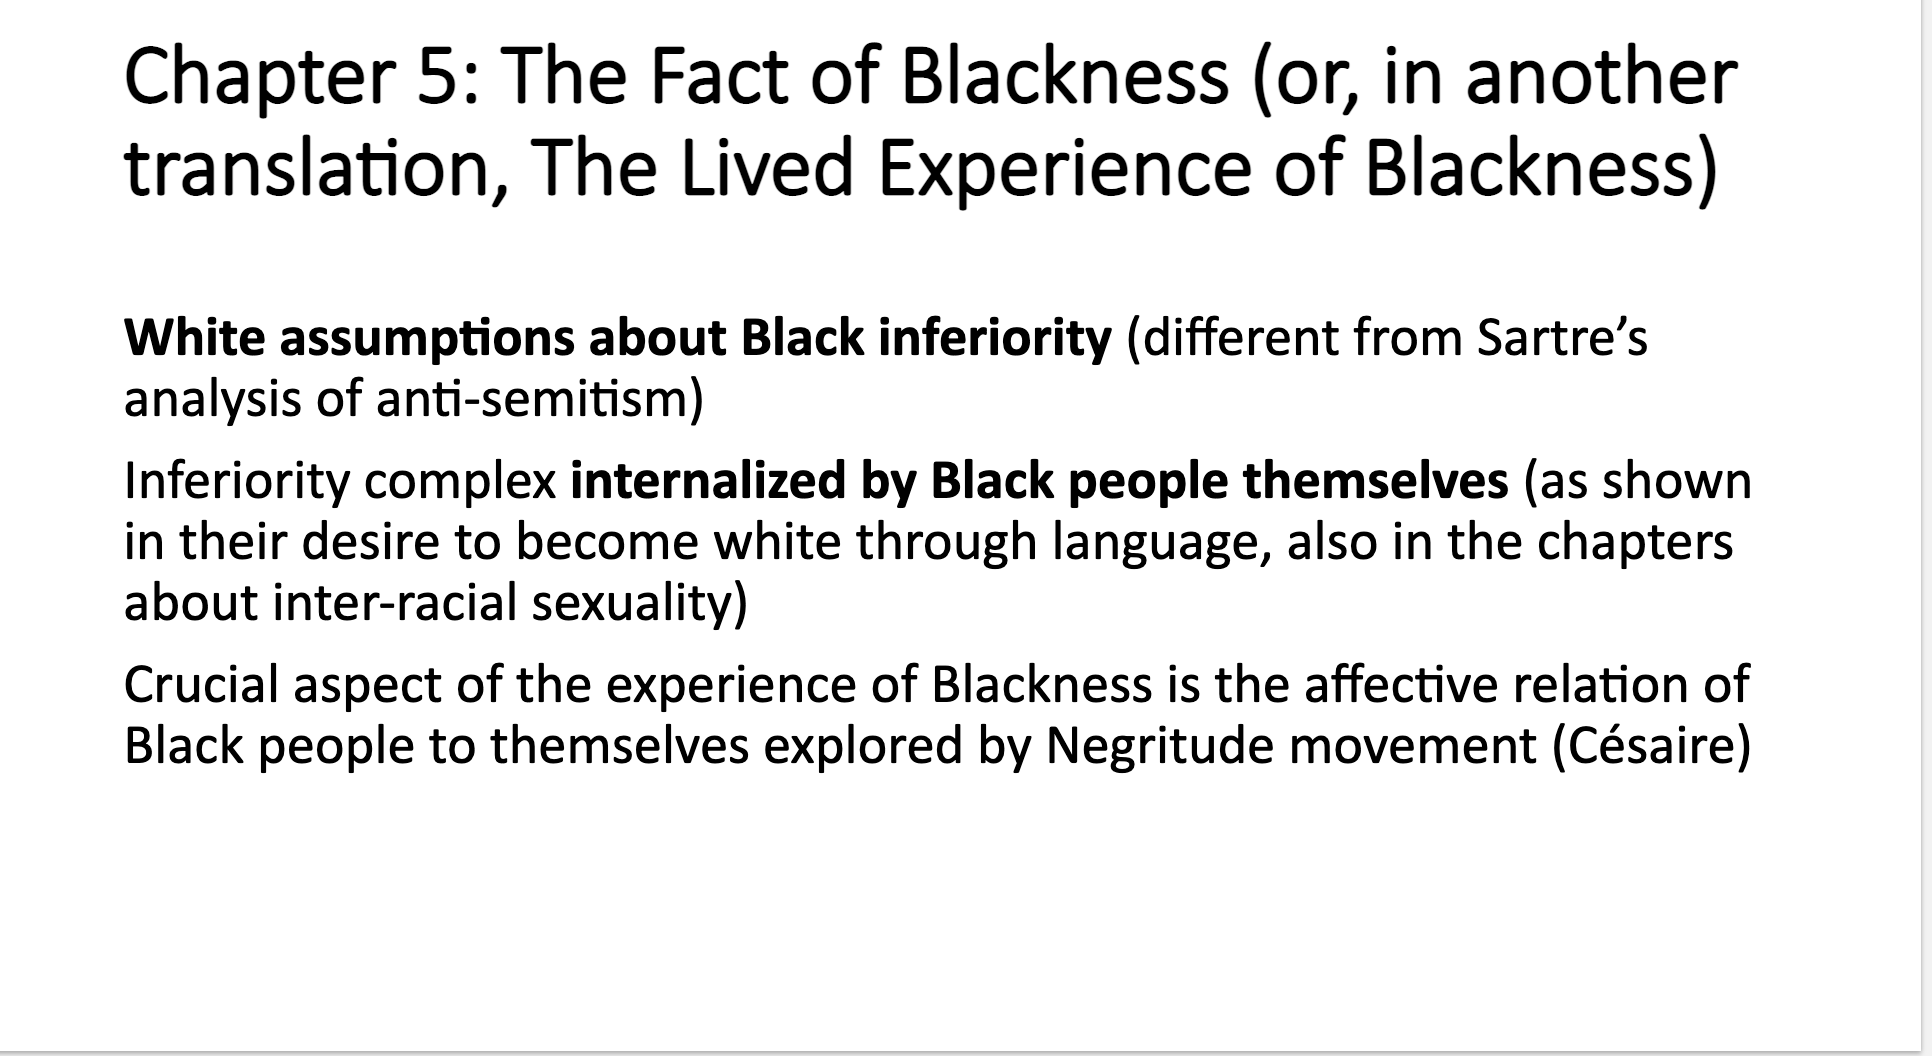 Chapter 5: The Fact of Blackness (or, in another
translation, The Lived Experience of Blackness)
White assumptions about Black inferiority (different from Sartre’s
analysis of anti-semitism)
Inferiority complex internalized by Black people themselves (as shown
in their desire to become white through language, also in the chapters
about inter-racial sexuality)
Crucial aspect of the experience of Blackness is the affective relation of
Black people to themselves explored by Negritude movement (Césaire)